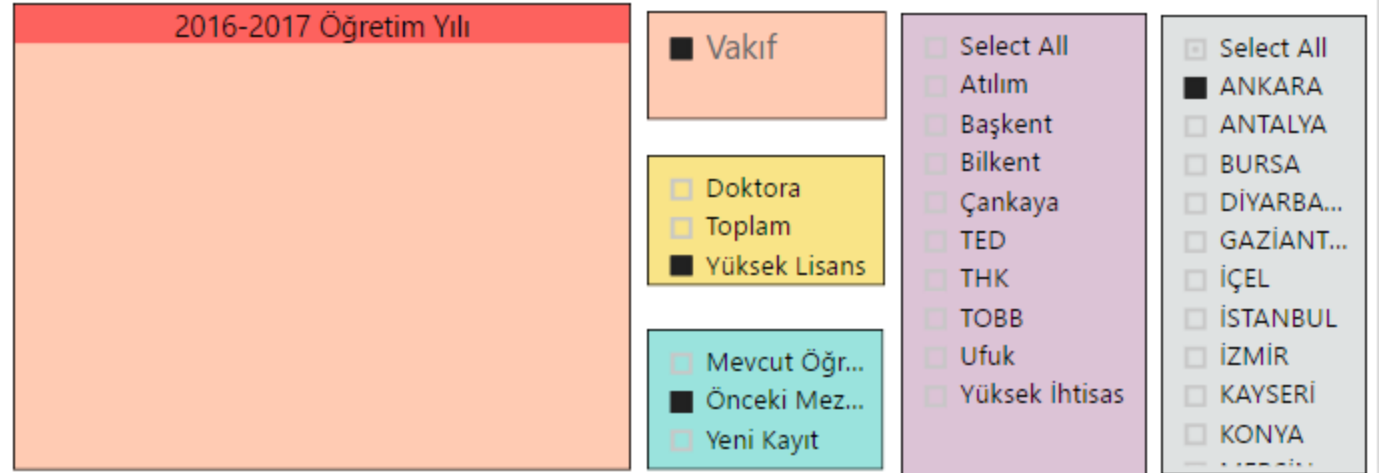 2016-2017 Öğretim Yılı
Vakıf
Doktora
Toplam
Yüksek Lisans
Mevcut Öğr...
Önceki Mez...
Yeni Kayıt
Select All
Atılım
Başkent
Bilkent
Çankaya
TED
THK
TOBB
Ufuk
Yüksek İhtisas
Select All
ANKARA
ANTALYA
BURSA
DİYARBA...
GAZİANT...
İÇEL
İSTANBUL
İZMİR
KAYSERİ
KONYA